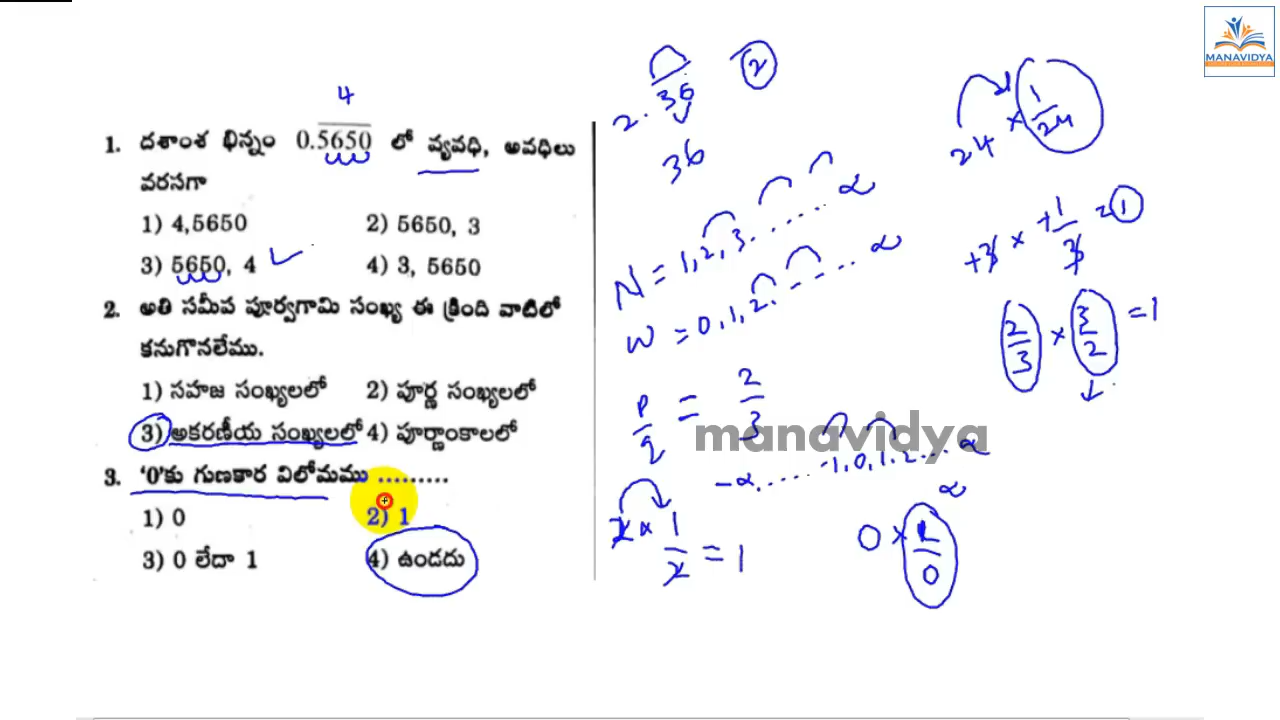 MANAVIDYA
4
1. దశాంశ భిన్నం 0.5650 లో వ్యవధి, అవధిలు
వరసగా
1) 4,5650 2) 5650, 3
3) 5650, 4 4) 3, 5650
2. అతి సమీప పూర్వగామి సంఖ్య ఈ క్రింది వాటిలో
కనుగొనలేము.
1) సహజ సంఖ్యలలో 2) పూర్ణ సంఖ్యలలో
3) అకరణీయ సంఖ్యలలో 4) పూర్ణాంకాలలో
3. '0'కు గుణకార విలోమము .........
1) 0 2) 1
3) 0 లేదా 1 4) ఉండదు
2. 36 2
36
N = 1, 2, 3 ...... α
W = 0, 1, 2, ...... α
p/q = 2/3
manavidya
-α ...... -1, 0, 1, 2 ... α
x × 1/x = 1
α
0 × 1/0
24 × 1/24
+3 × +1/3 = 1
2/3 × 3/2 = 1